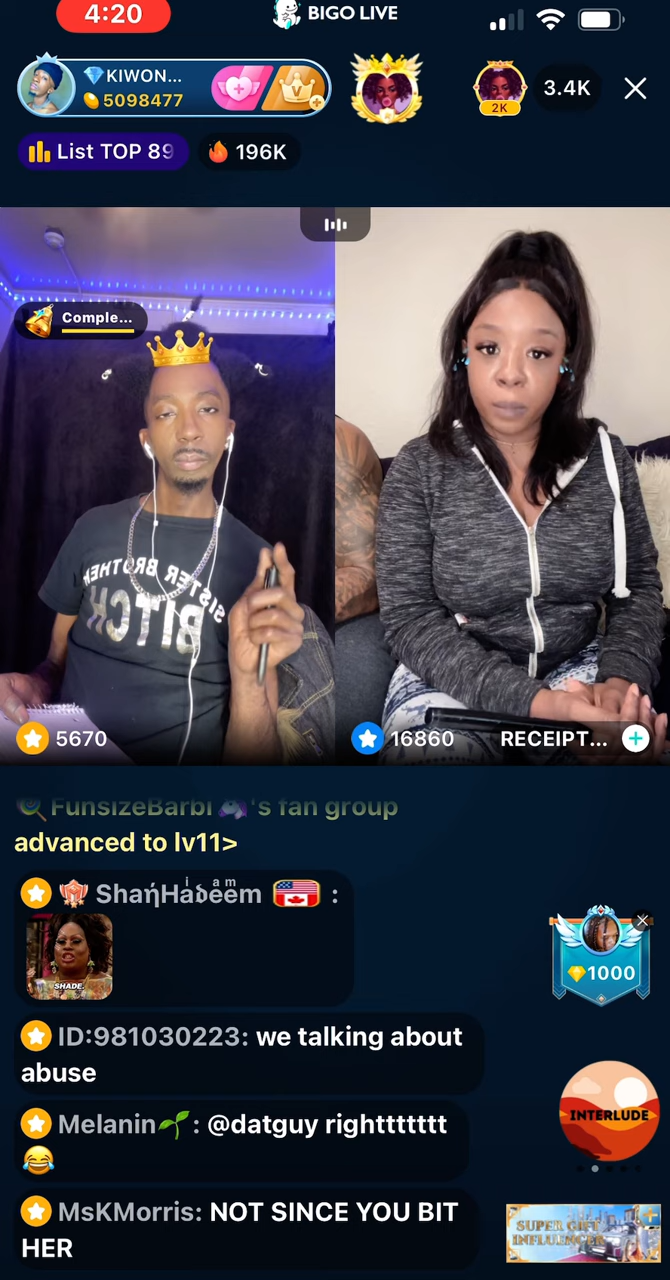 4:20
BIGO LIVE
KIWON...
5098477
2K
3.4K
List TOP 89
196K
Comple...
SISTER BROTHER
BITCH
5670
16860
RECEIPT...
FunsizeBarbi 🦄's fan group
advanced to lv11>
ShaήHaίδeeam :
SHADE.
1000
ID:981030223: we talking about
abuse
INTERLUDE
Melanin🌱: @datguy righttttttt
😂
MsKMorris: NOT SINCE YOU BIT
HER
SUPER GIFT
INFLUENCER